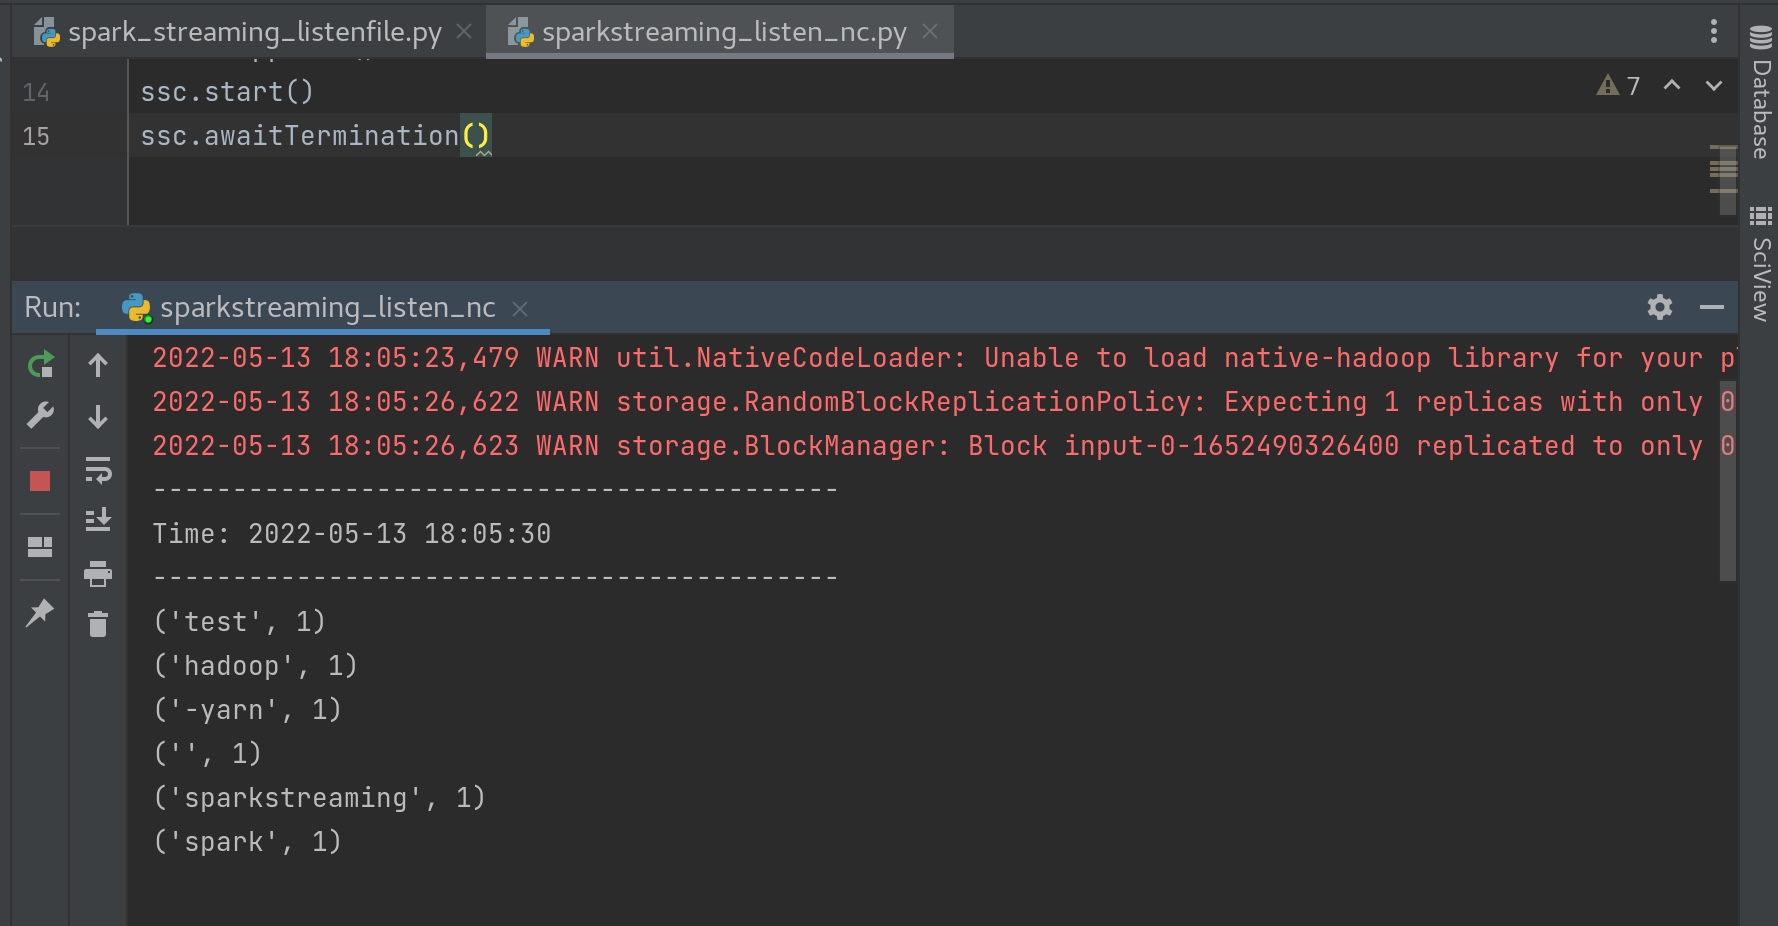 spark_streaming_listenfile.py
sparkstreaming_listen_nc.py
14 ssc.start()
15 ssc.awaitTermination()
7
Database
SciView
Run: sparkstreaming_listen_nc
2022-05-13 18:05:23,479 WARN util.NativeCodeLoader: Unable to load native-hadoop library for your
2022-05-13 18:05:26,622 WARN storage.RandomBlockReplicationPolicy: Expecting 1 replicas with only 0
2022-05-13 18:05:26,623 WARN storage.BlockManager: Block input-0-1652490326400 replicated to only 0
-------------------------------------------
Time: 2022-05-13 18:05:30
-------------------------------------------
('test', 1)
('hadoop', 1)
('-yarn', 1)
('', 1)
('sparkstreaming', 1)
('spark', 1)